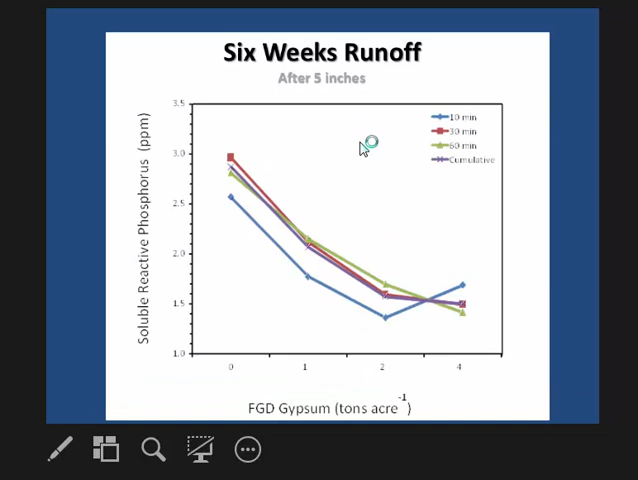 Six Weeks Runoff
After 5 inches
Soluble Reactive Phosphorus (ppm)
3.5
3.0
2.5
2.0
1.5
1.0
10 min
30 min
60 min
Cumulative
0 1 2 4
FGD Gypsum (tons acre-1)